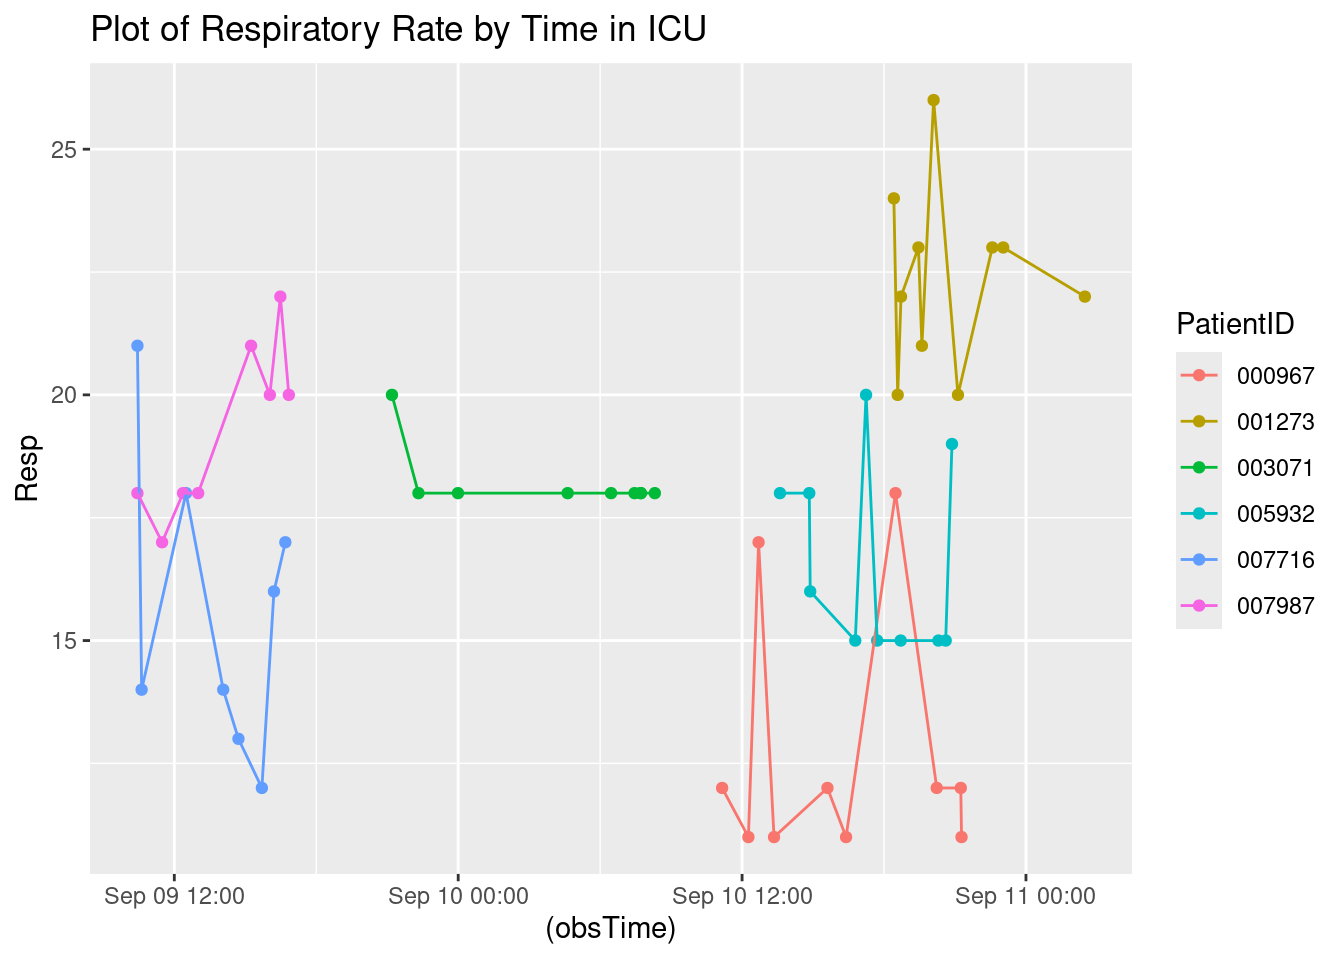 Plot of Respiratory Rate by Time in ICU
25
20
15
Resp
Sep 09 12:00
Sep 10 00:00
Sep 10 12:00
Sep 11 00:00
(obsTime)
PatientID
000967
001273
003071
005932
007716
007987